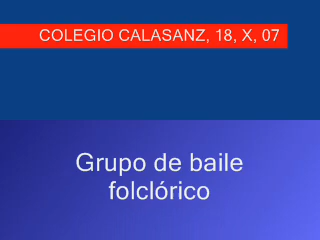 COLEGIO CALASANZ, 18, X, 07
Grupo de baile
folclórico